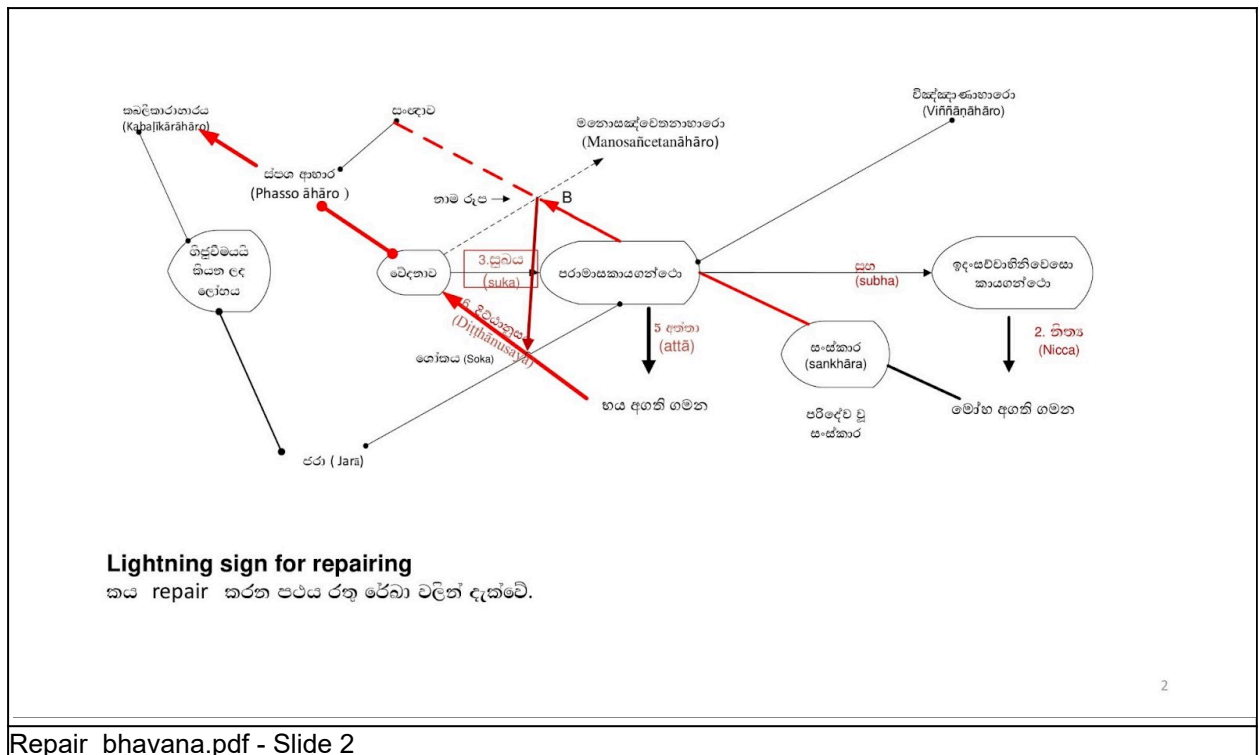 කබලිකාරාහාරය
(Kabaḷīkārāhāro)
සංඥාව
විඤ්ඤාණාහාරො
(Viññāṇāhāro)
මනොසඤ්චෙතනාහාරො
(Manosañcetanāhāro)
ස්පශ ආහාර
(Phasso āhāro )
නාම රූප
B
ගිජුවීමයයි
කියන ලද
ලෝභය
වේදනාව
3.සුඛය
(suka)
පරාමාසකායගන්ථො
සුභ
(subha)
ඉදංසච්චාභිනිවෙසො
කායගන්ථො
6. දිට්ඨානුසය
(Diṭṭhānusaya)
5 අත්තා
(attā)
2. නිත්‍ය
(Nicca)
සංස්කාර
(sankhāra)
ශෝකය (Soka)
භය අගති ගමන
මෝහ අගති ගමන
පරිදේව වූ
සංස්කාර
ජරා ( Jarā)
Lightning sign for repairing
කය repair කරන පථය රතු රේඛා වලින් දැක්වේ.
2
Repair_bhavana.pdf - Slide 2